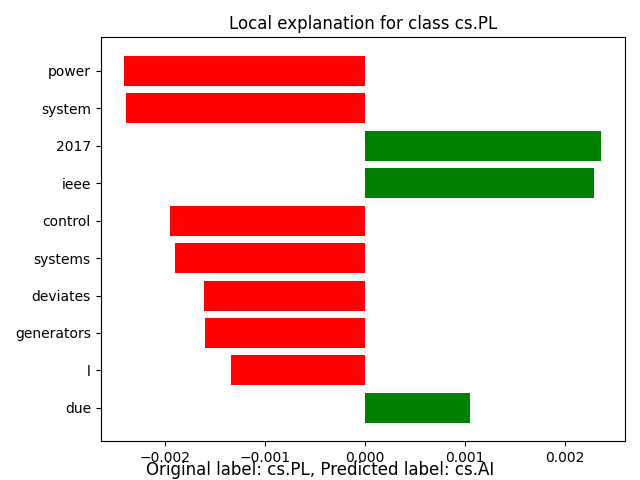 Local explanation for class cs.PL
power
system
2017
ieee
control
systems
deviates
generators
I
due
−0.002 −0.001 0.000 0.001 0.002
Original label: cs.PL, Predicted label: cs.AI